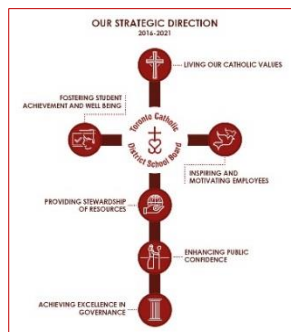 OUR STRATEGIC DIRECTION
2016-2021
LIVING OUR CATHOLIC VALUES
FOSTERING STUDENT
ACHIEVEMENT AND WELL BEING
Toronto Catholic
District School Board
INSPIRING AND
MOTIVATING EMPLOYEES
PROVIDING STEWARDSHIP
OF RESOURCES
ENHANCING PUBLIC
CONFIDENCE
ACHIEVING EXCELLENCE IN
GOVERNANCE